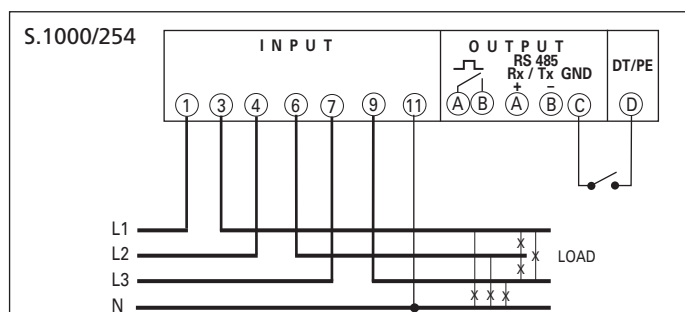 S.1000/254
INPUT
OUTPUT
RS 485
Rx / Tx GND
+ −
DT/PE
1 3 4 6 7 9 11 A B A B C D
L1
L2
L3
N
LOAD
x
x x
x
x x x